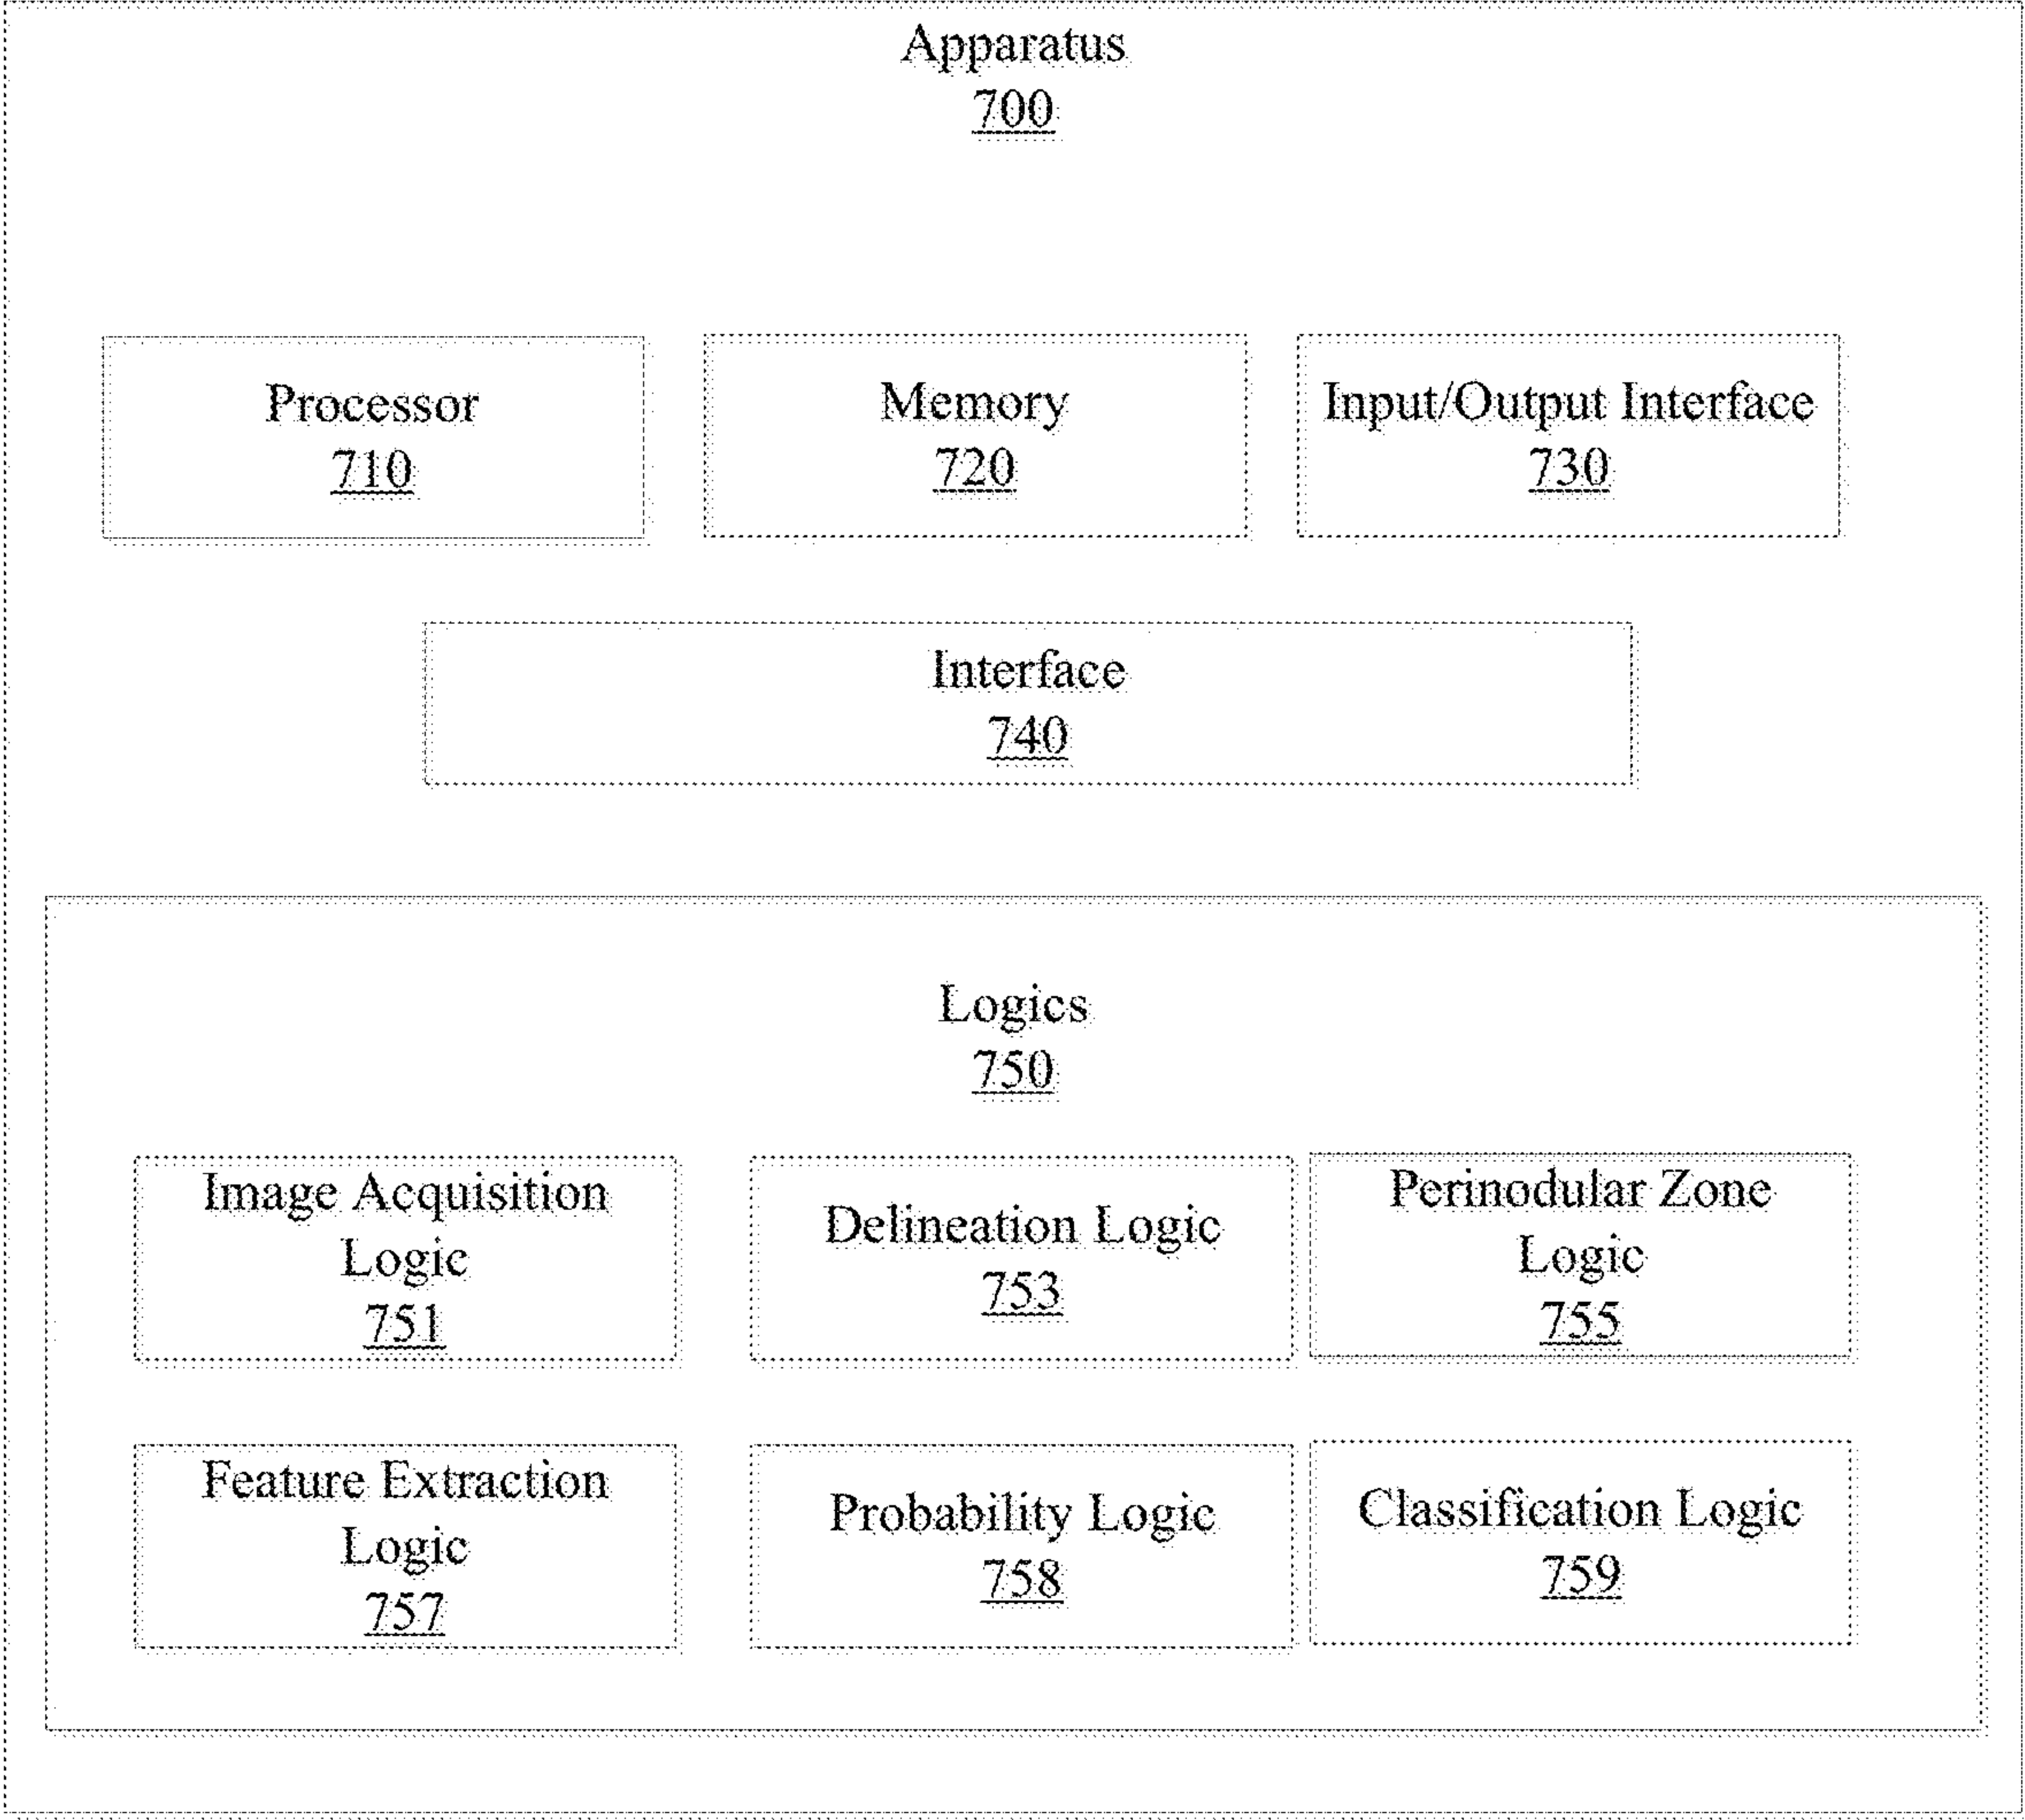 Apparatus
700
Processor
710
Memory
720
Input/Output Interface
730
Interface
740
Logics
750
Image Acquisition
Logic
751
Delineation Logic
753
Perinodular Zone
Logic
755
Feature Extraction
Logic
757
Probability Logic
758
Classification Logic
759